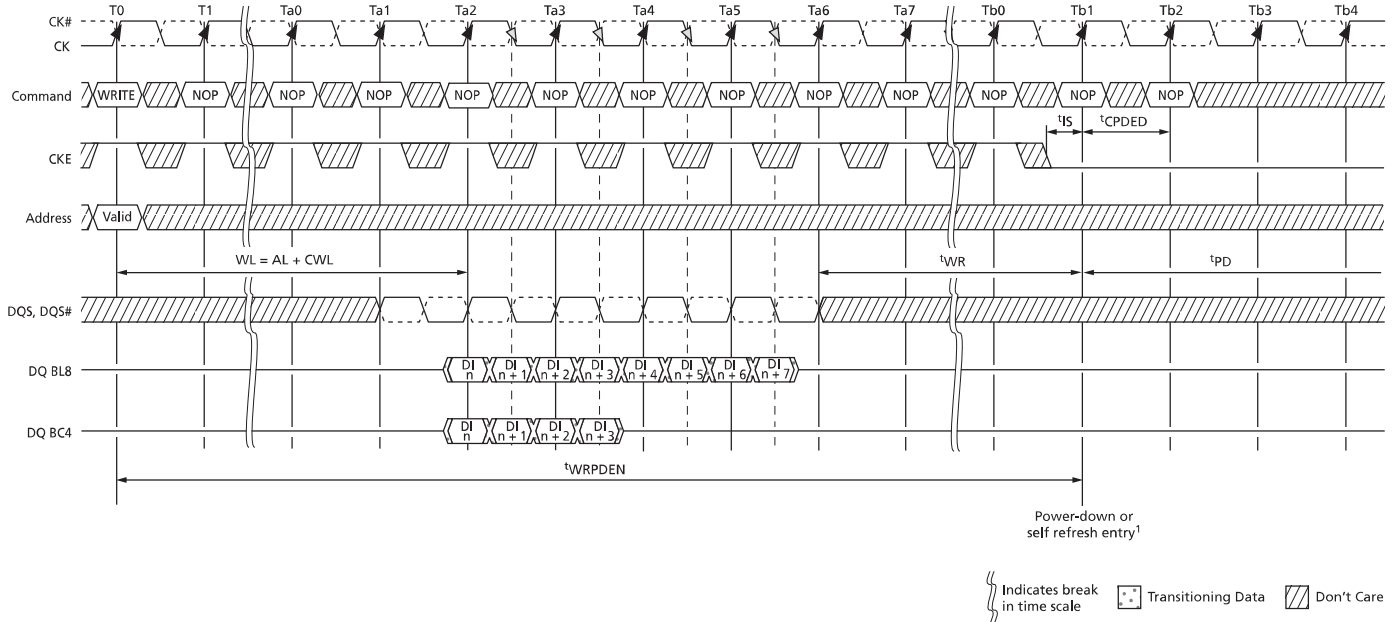 T0 T1 Ta0 Ta1 Ta2 Ta3 Ta4 Ta5 Ta6 Ta7 Tb0 Tb1 Tb2 Tb3 Tb4
CK#
CK
Command WRITE NOP NOP NOP NOP NOP NOP NOP NOP NOP NOP NOP NOP
tIS tCPDED
CKE
Address Valid
WL = AL + CWL tWR tPD
DQS, DQS#
DQ BL8 DI n DI n + 1 DI n + 2 DI n + 3 DI n + 4 DI n + 5 DI n + 6 DI n + 7
DQ BC4 DI n DI n + 1 DI n + 2 DI n + 3
tWRPDEN
Power-down or
self refresh entry1
Indicates break
in time scale
Transitioning Data
Don't Care